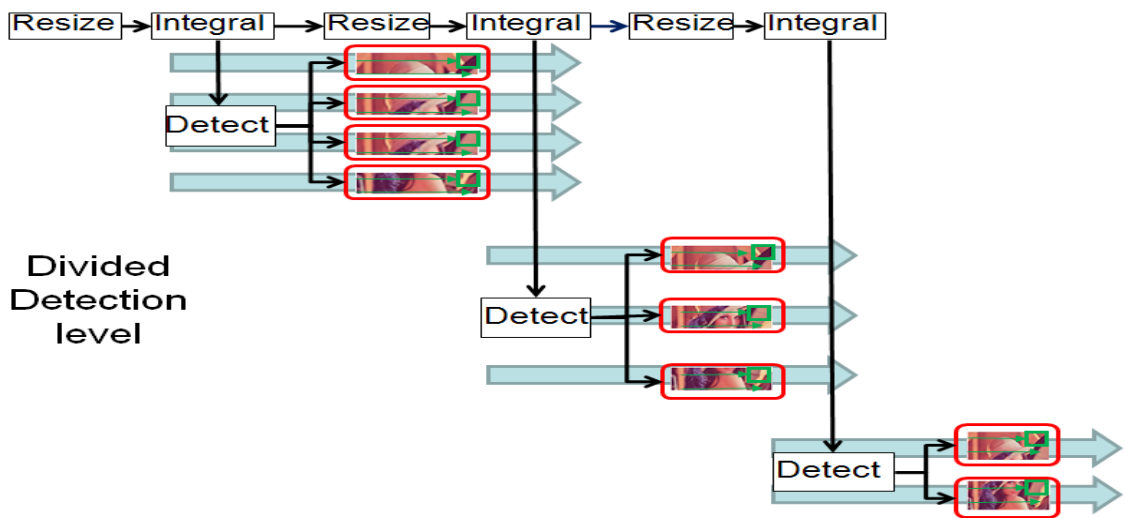 Resize Integral Resize Integral Resize Integral
Detect
Divided
Detection
level
Detect
Detect